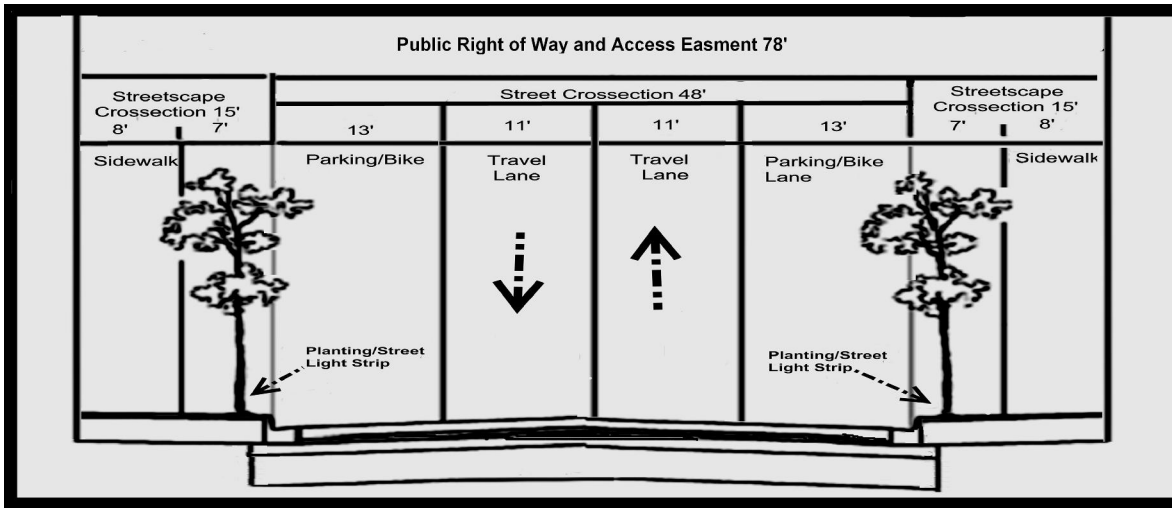 Public Right of Way and Access Easment 78'
Streetscape
Crossection 15'
8' 7'
Street Crossection 48'
13' 11' 11' 13'
Streetscape
Crossection 15'
7' 8'
Sidewalk
Parking/Bike
Travel
Lane
Travel
Lane
Parking/Bike
Lane
Sidewalk
Planting/Street
Light Strip
Planting/Street
Light Strip